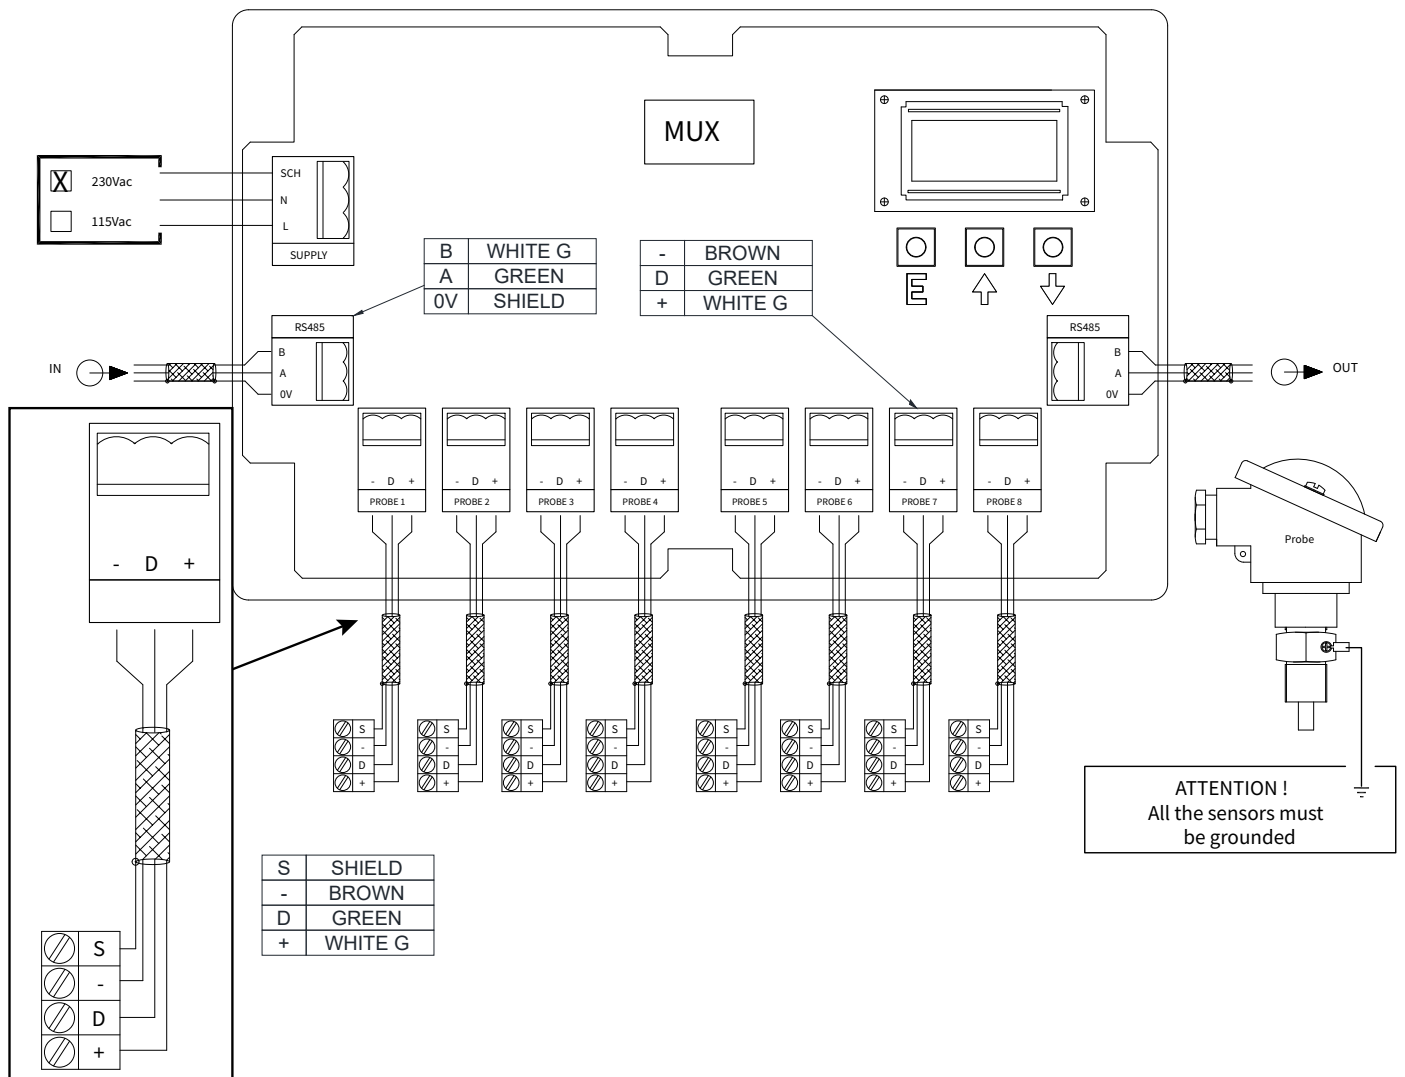 MUX
X 230Vac
115Vac
SCH
N
L
SUPPLY
B WHITE G
A GREEN
0V SHIELD
- BROWN
D GREEN
+ WHITE G
E
RS485
B
A
0V
IN
RS485
B
A
0V
OUT
- D +
PROBE 1
- D +
PROBE 2
- D +
PROBE 3
- D +
PROBE 4
- D +
PROBE 5
- D +
PROBE 6
- D +
PROBE 7
- D +
PROBE 8
- D +
Probe
S
-
D
+
S
-
D
+
S
-
D
+
S
-
D
+
S
-
D
+
S
-
D
+
S
-
D
+
S
-
D
+
ATTENTION !
All the sensors must
be grounded
S SHIELD
- BROWN
D GREEN
+ WHITE G
S
-
D
+